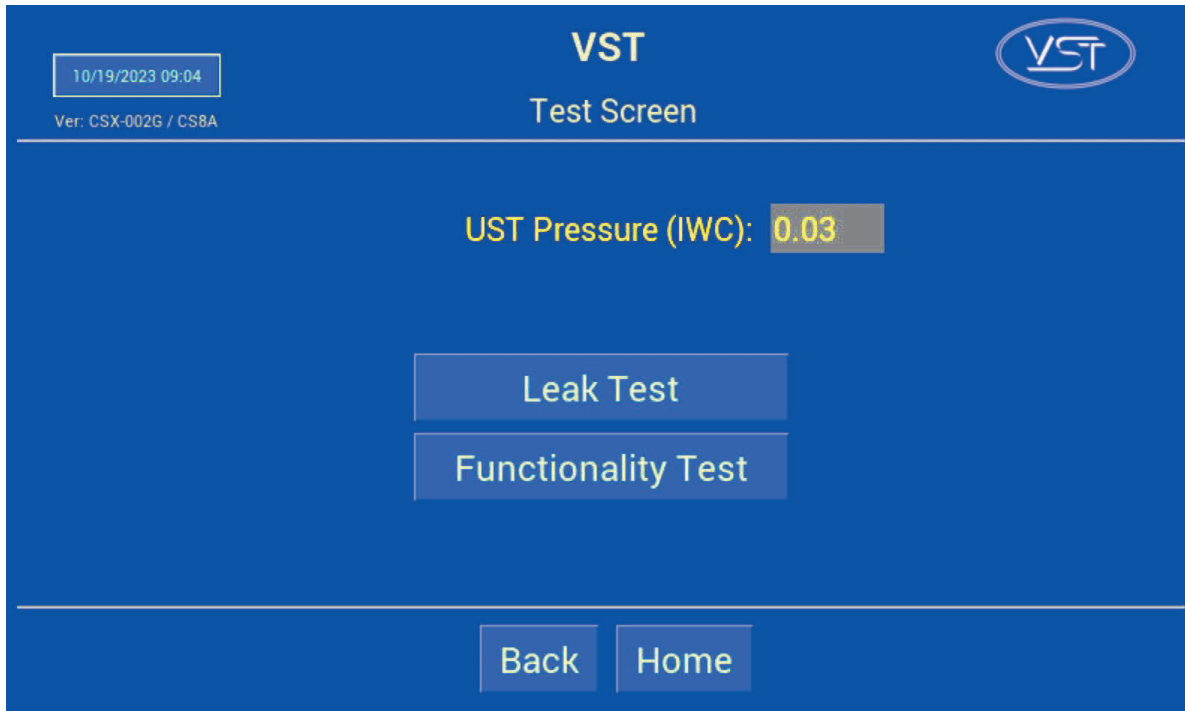 VST
VST
10/19/2023 09:04
Test Screen
Ver: CSX-002G / CS8A
UST Pressure (IWC): 0.03
Leak Test
Functionality Test
Back Home